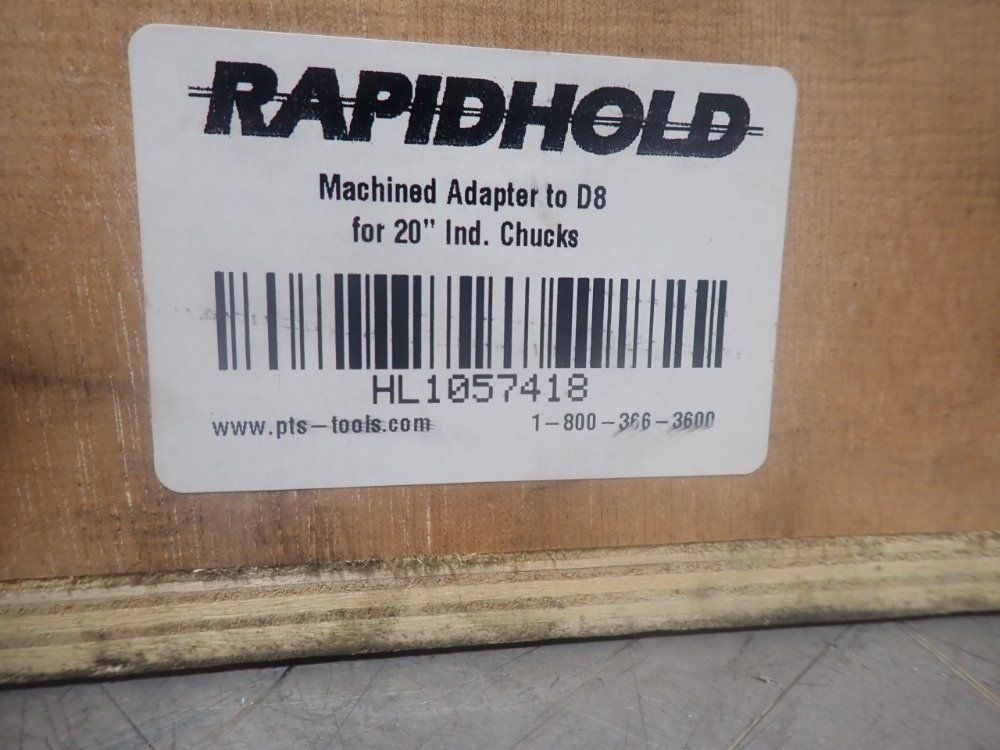 RAPIDHOLD
Machined Adapter to D8
for 20" Ind. Chucks
HL1057418
www.pts-tools.com 1-800-366-3600